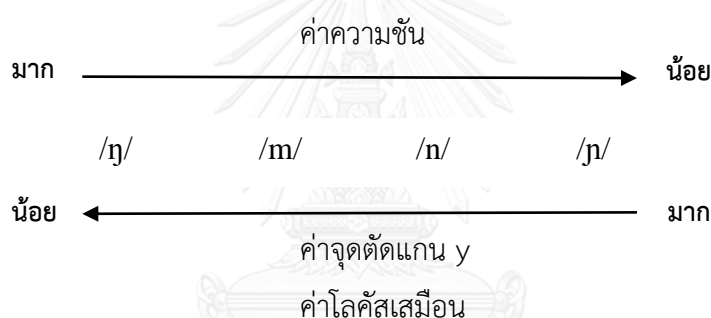 ค่าความชัน
มาก น้อย
/ŋ/ /m/ /n/ /ɲ/
น้อย มาก
ค่าจุดตัดแกน y
ค่าโลคัสเสมือน